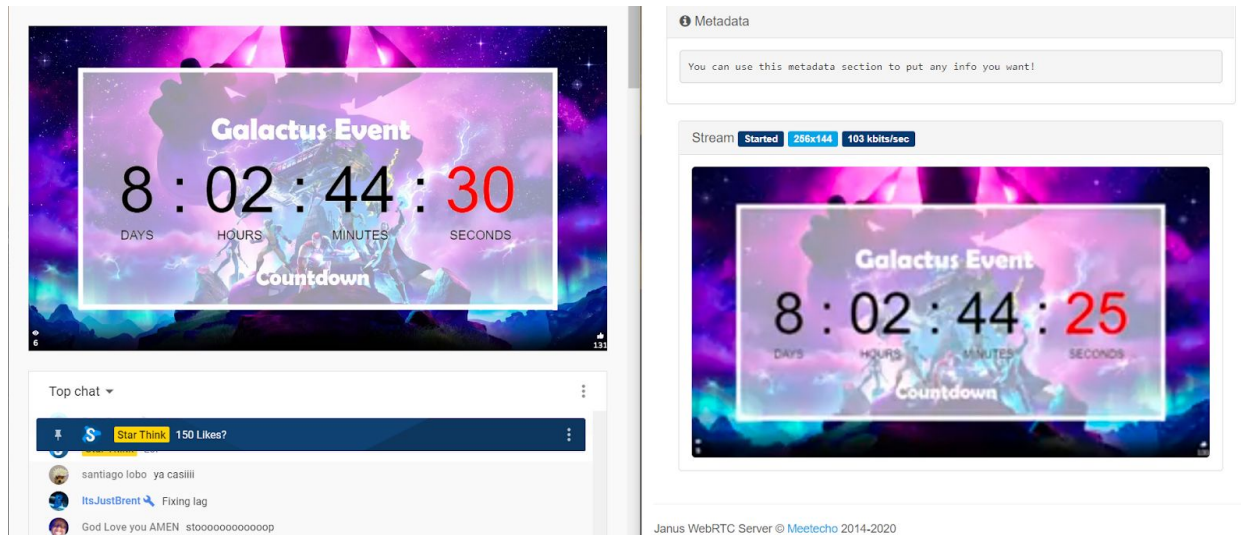 Galactus Event
8 : 02 : 44 : 30
DAYS HOURS MINUTES SECONDS
Countdown
6
131
Top chat
Star Think 150 Likes?
santiago lobo ya casiiii
ItsJustBrent Fixing lag
God Love you AMEN stoooooooooooop
Metadata
You can use this metadata section to put any info you want!
Stream Started 256x144 103 kbits/sec
Galactus Event
8 : 02 : 44 : 25
DAYS HOURS MINUTES SECONDS
Countdown
Janus WebRTC Server © Meetecho 2014-2020